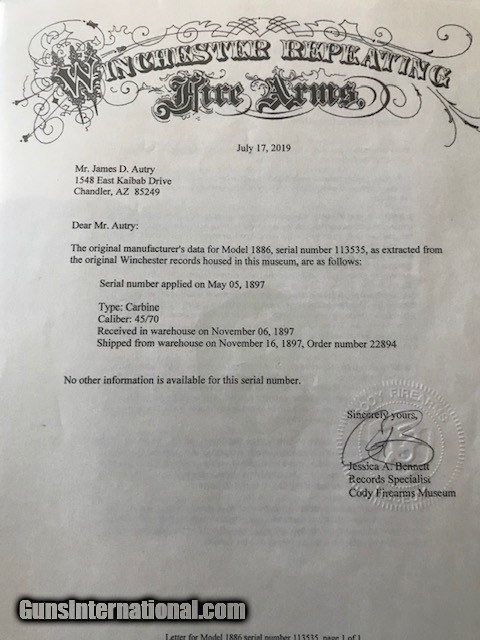 WINCHESTER REPEATING
Fire Arms.
July 17, 2019
Mr. James D. Autry
1548 East Kaibab Drive
Chandler, AZ 85249
Dear Mr. Autry:
The original manufacturer's data for Model 1886, serial number 113535, as extracted from
the original Winchester records housed in this museum, are as follows:
Serial number applied on May 05, 1897
Type: Carbine
Caliber: 45/70
Received in warehouse on November 06, 1897
Shipped from warehouse on November 16, 1897, Order number 22894
No other information is available for this serial number.
Sincerely yours,
Jessica A. Bennett
Records Specialist
Cody Firearms Museum
GunsInternational.com
Letter for Model 1886 serial number 113535, page 1 of 1